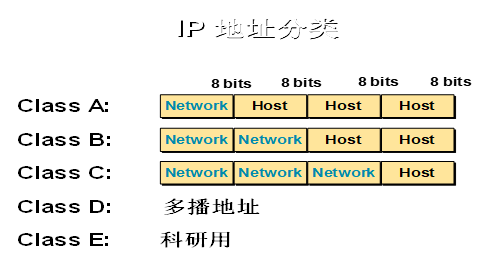 IP 地址分类
8 bits 8 bits 8 bits 8 bits
Class A: Network Host Host Host
Class B: Network Network Host Host
Class C: Network Network Network Host
Class D: 多播地址
Class E: 科研用